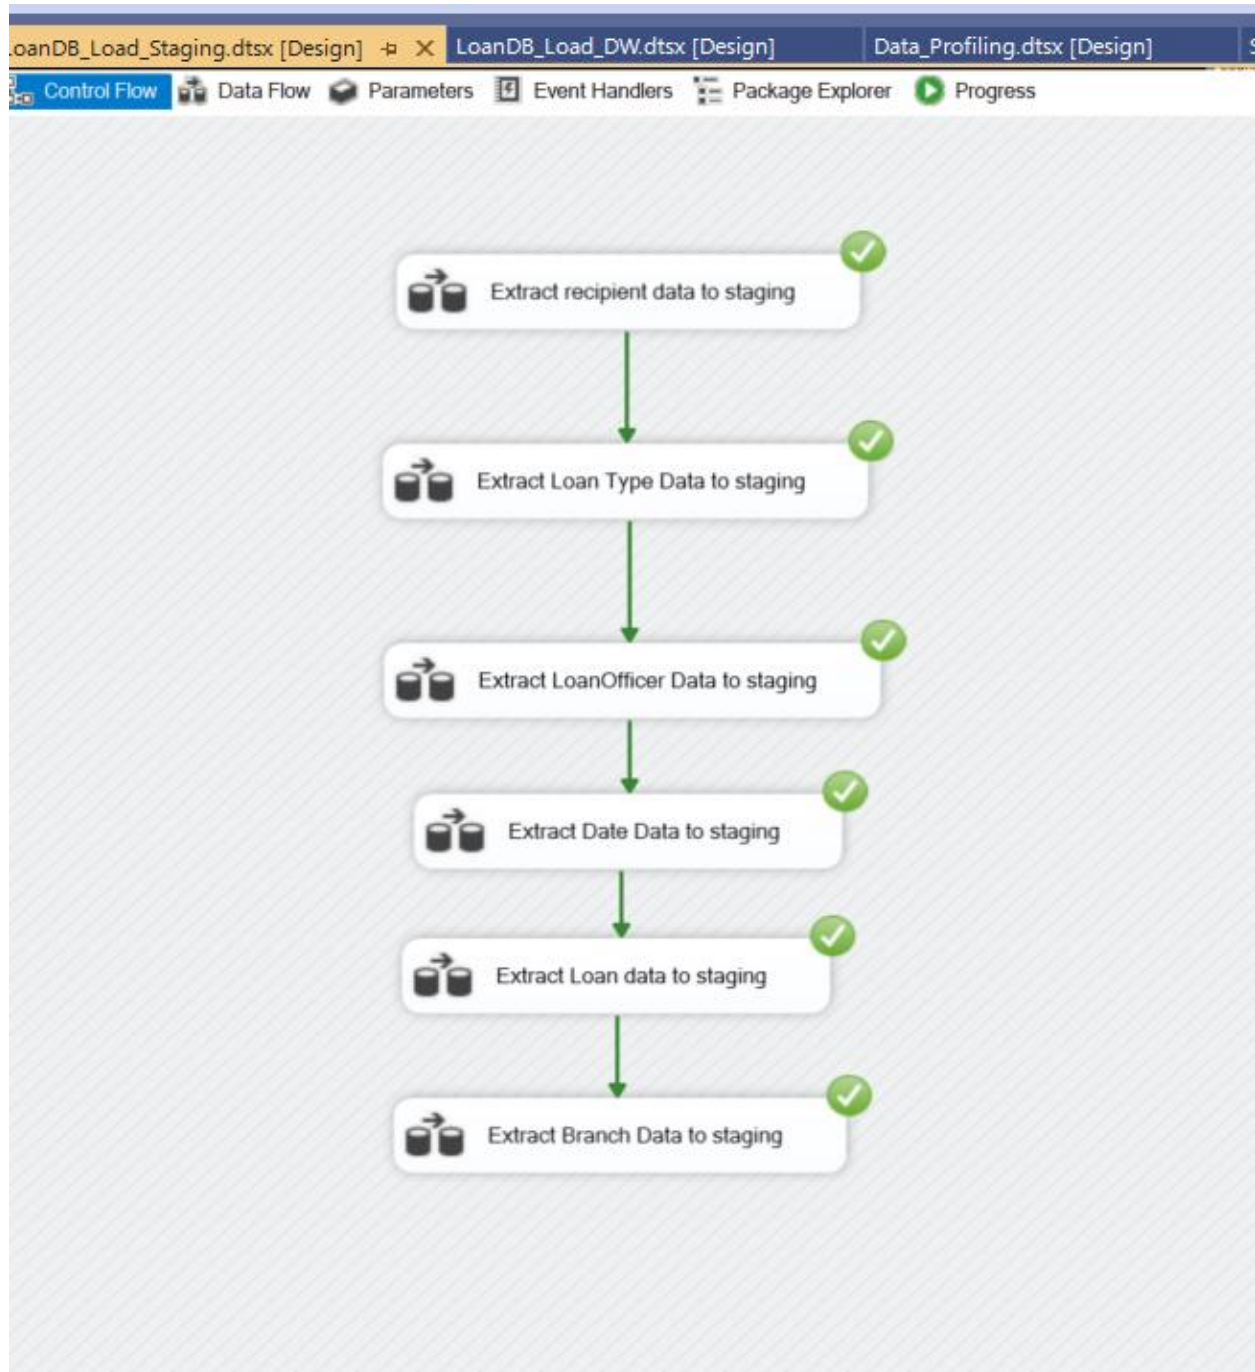 LoanDB_Load_Staging.dtsx [Design] LoanDB_Load_DW.dtsx [Design] Data_Profiling.dtsx [Design]
Control Flow Data Flow Parameters Event Handlers Package Explorer Progress
Extract recipient data to staging
Extract Loan Type Data to staging
Extract LoanOfficer Data to staging
Extract Date Data to staging
Extract Loan data to staging
Extract Branch Data to staging